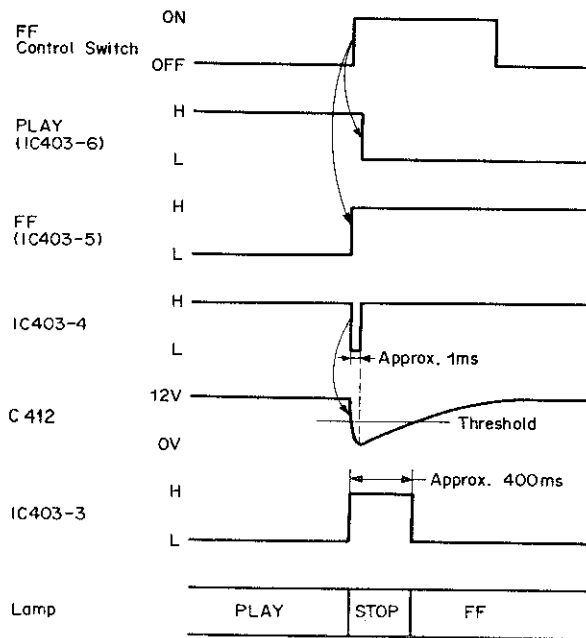 FF
Control Switch
ON
OFF
PLAY
(IC403-6)
H
L
FF
(IC403-5)
H
L
IC403-4
H
L
Approx. 1ms
C412
12V
0V
Threshold
IC403-3
H
L
Approx. 400ms
Lamp
PLAY
STOP
FF